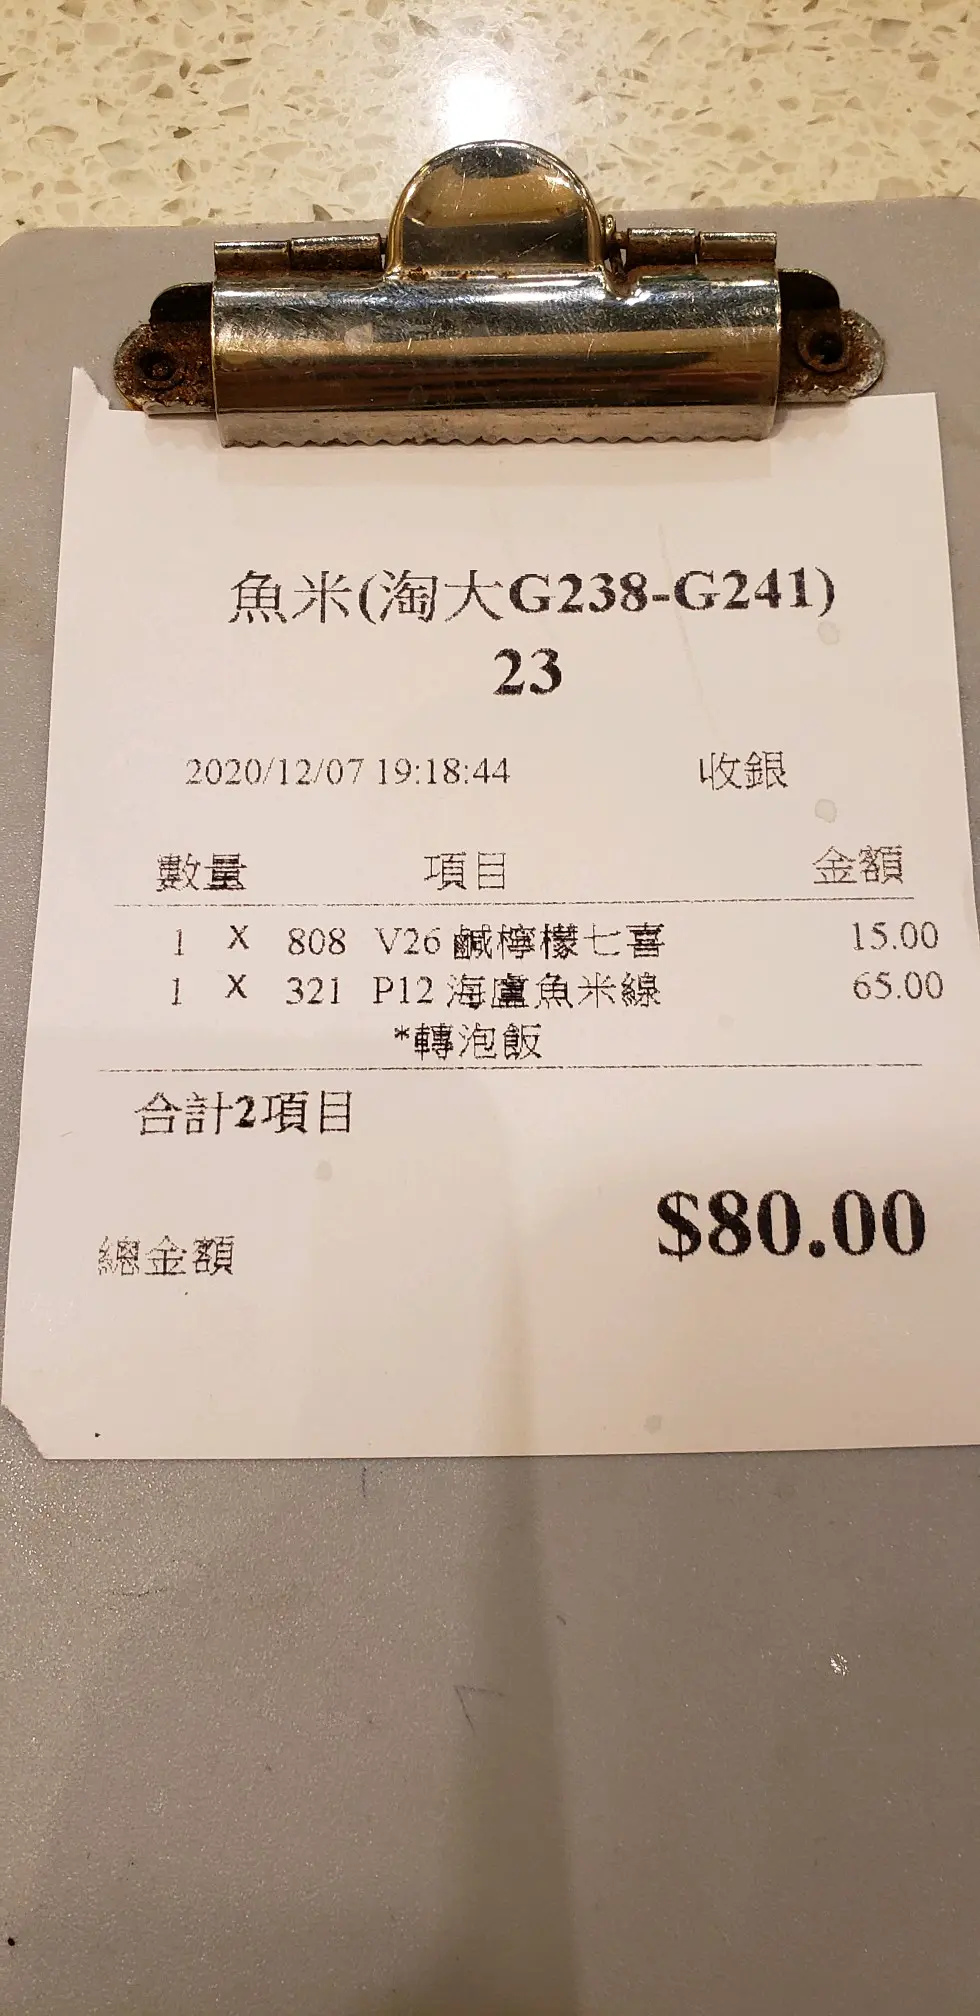 魚米(淘大G238-G241)
23
2020/12/07 19:18:44 收銀
數量 項目 金額
1 X 808 V26 鹹檸檬七喜 15.00
1 X 321 P12 海盧魚米線 65.00
*轉泡飯
合計2項目
$80.00
總金額